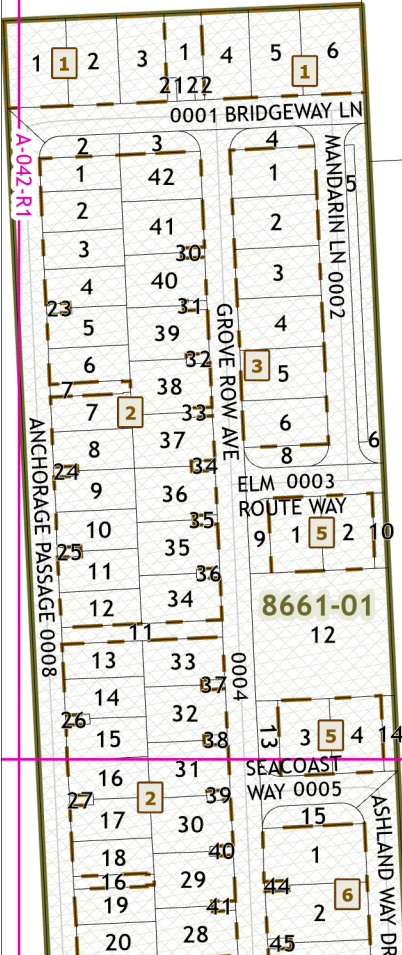 1 1 2 3 1 4 5 1 6
21 22
0001 BRIDGEWAY LN
A-042-R1
2 3 4
MANDARIN LN 0002
1 42 1
5
2 41 2
3 30
4 40 3
23 31
5 39 4
GROVE ROW AVE
6 32
3 5
7 38
7 2 33
6
ANCHORAGE PASSAGE 0008
8 37 6
24 34 8
ELM 0003
9 36
ROUTE WAY
35
10 9 1 5 2 10
25 35
11 36
12 34
8661-01
11 12
13 33
0004
14 37
26 32
15 38 13 3 5 4 14
16 31
SEACOAST
WAY 0005
27 2 39
ASHLAND WAY DR
17 30 15
18 40 1
16 29 44
19 41 6
2
20 28 45